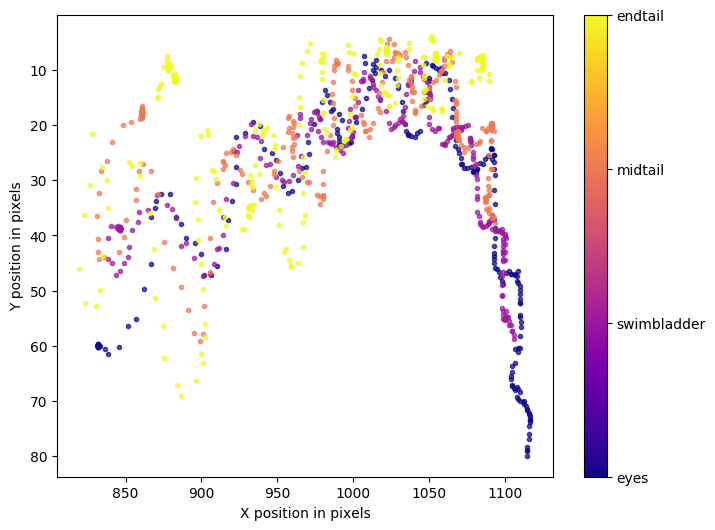 endtail
10
20
midtail
30
Y position in pixels
40
50
swimbladder
60
70
80
eyes
850
900
950
1000
1050
1100
X position in pixels